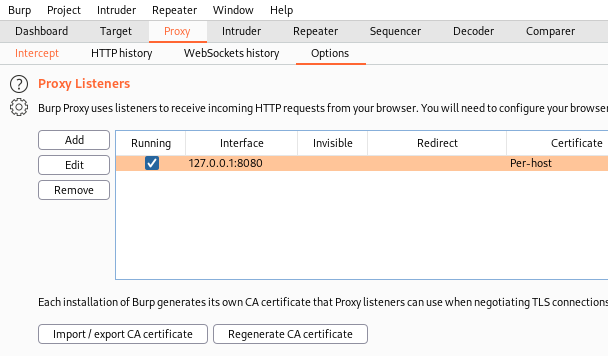 Burp Project Intruder Repeater Window Help
Dashboard Target Proxy Intruder Repeater Sequencer Decoder Comparer
Intercept HTTP history WebSockets history Options
? Proxy Listeners
Burp Proxy uses listeners to receive incoming HTTP requests from your browser. You will need to configure your browser
Add
Edit
Remove
Running Interface Invisible Redirect Certificate
127.0.0.1:8080 Per-host
Each installation of Burp generates its own CA certificate that Proxy listeners can use when negotiating TLS connections
Import / export CA certificate Regenerate CA certificate